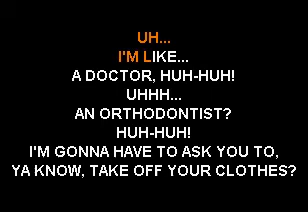 UH...
I'M LIKE...
A DOCTOR, HUH-HUH!
UHHH...
AN ORTHODONTIST?
HUH-HUH!
I'M GONNA HAVE TO ASK YOU TO,
YA KNOW, TAKE OFF YOUR CLOTHES?